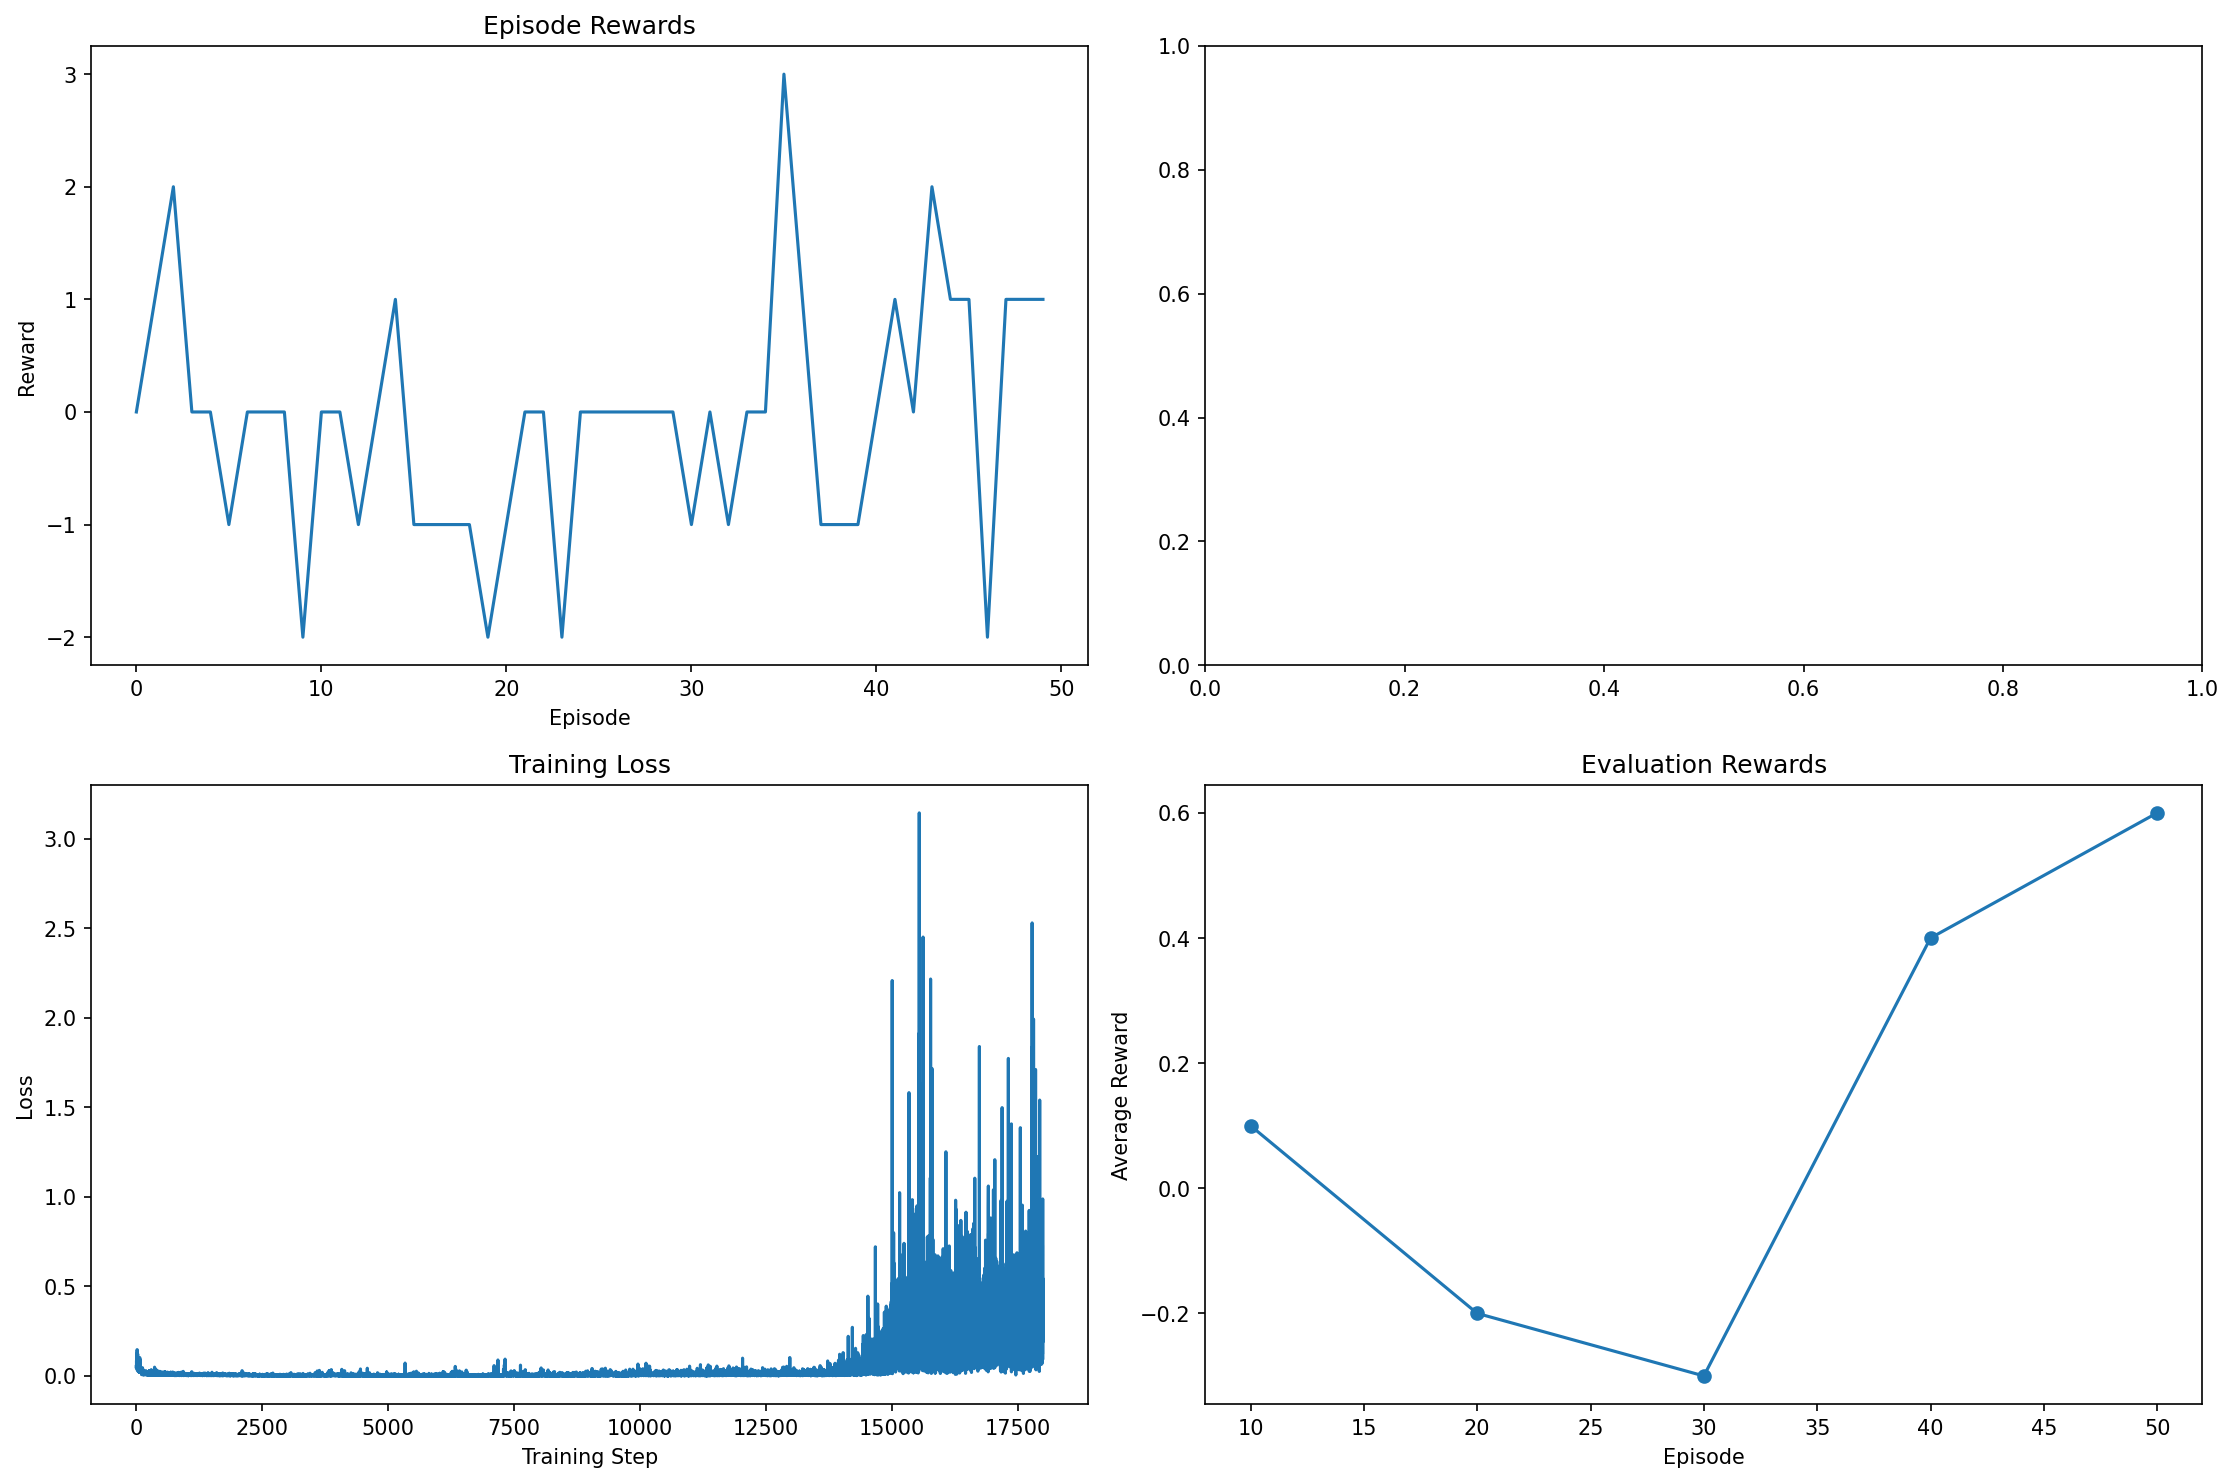 Episode Rewards
3
2
1
0
−1
−2
Reward
0 10 20 30 40 50
Episode
1.0
0.8
0.6
0.4
0.2
0.0
0.0 0.2 0.4 0.6 0.8 1.0
Training Loss
3.0
2.5
2.0
1.5
1.0
0.5
0.0
Loss
0 2500 5000 7500 10000 12500 15000 17500
Training Step
Evaluation Rewards
0.6
0.4
0.2
0.0
−0.2
Average Reward
10 15 20 25 30 35 40 45 50
Episode